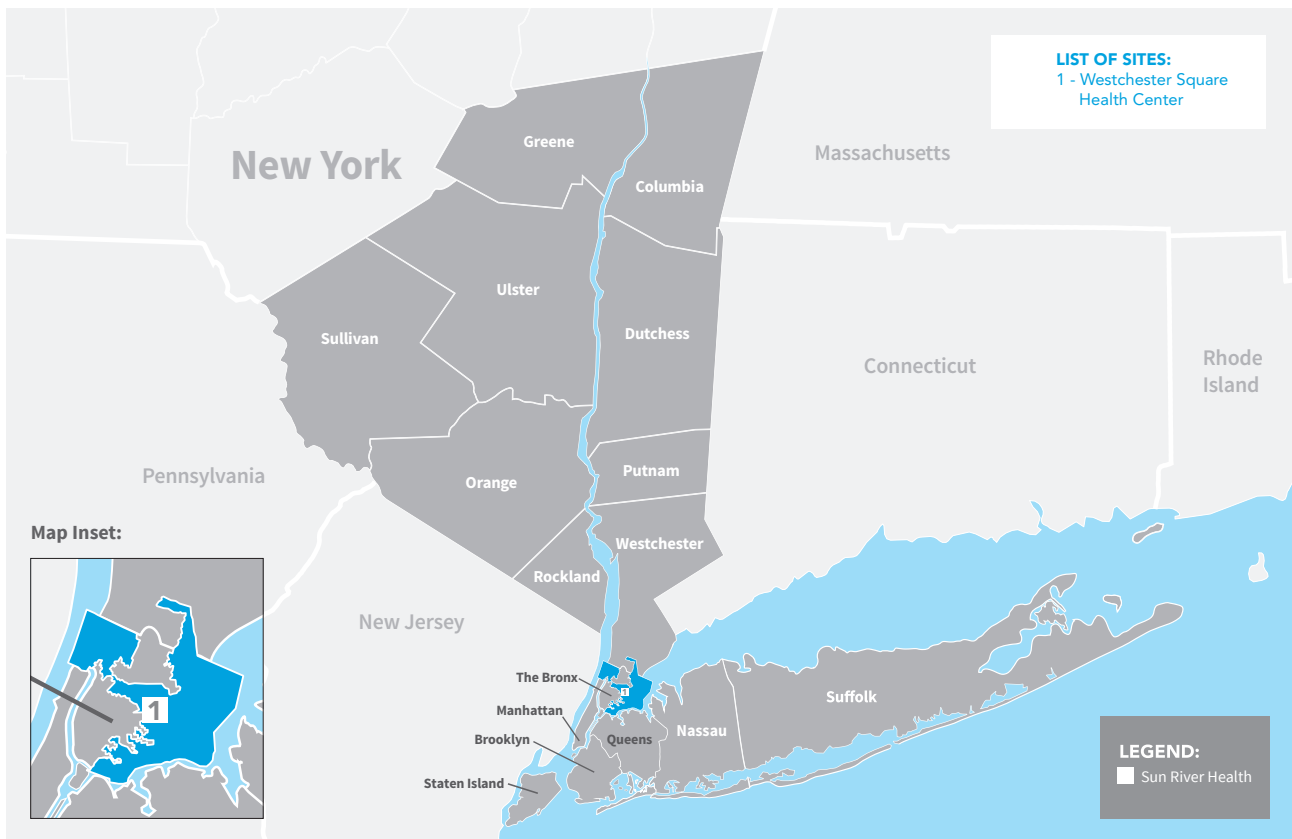 LIST OF SITES:
1 - Westchester Square
Health Center
Greene
New York
Massachusetts
Columbia
Ulster
Sullivan
Dutchess
Connecticut
Rhode
Island
Pennsylvania
Putnam
Orange
Map Inset:
Westchester
Rockland
New Jersey
The Bronx
1
Suffolk
1
Manhattan
Nassau
Brooklyn
Queens
LEGEND:
Sun River Health
Staten Island